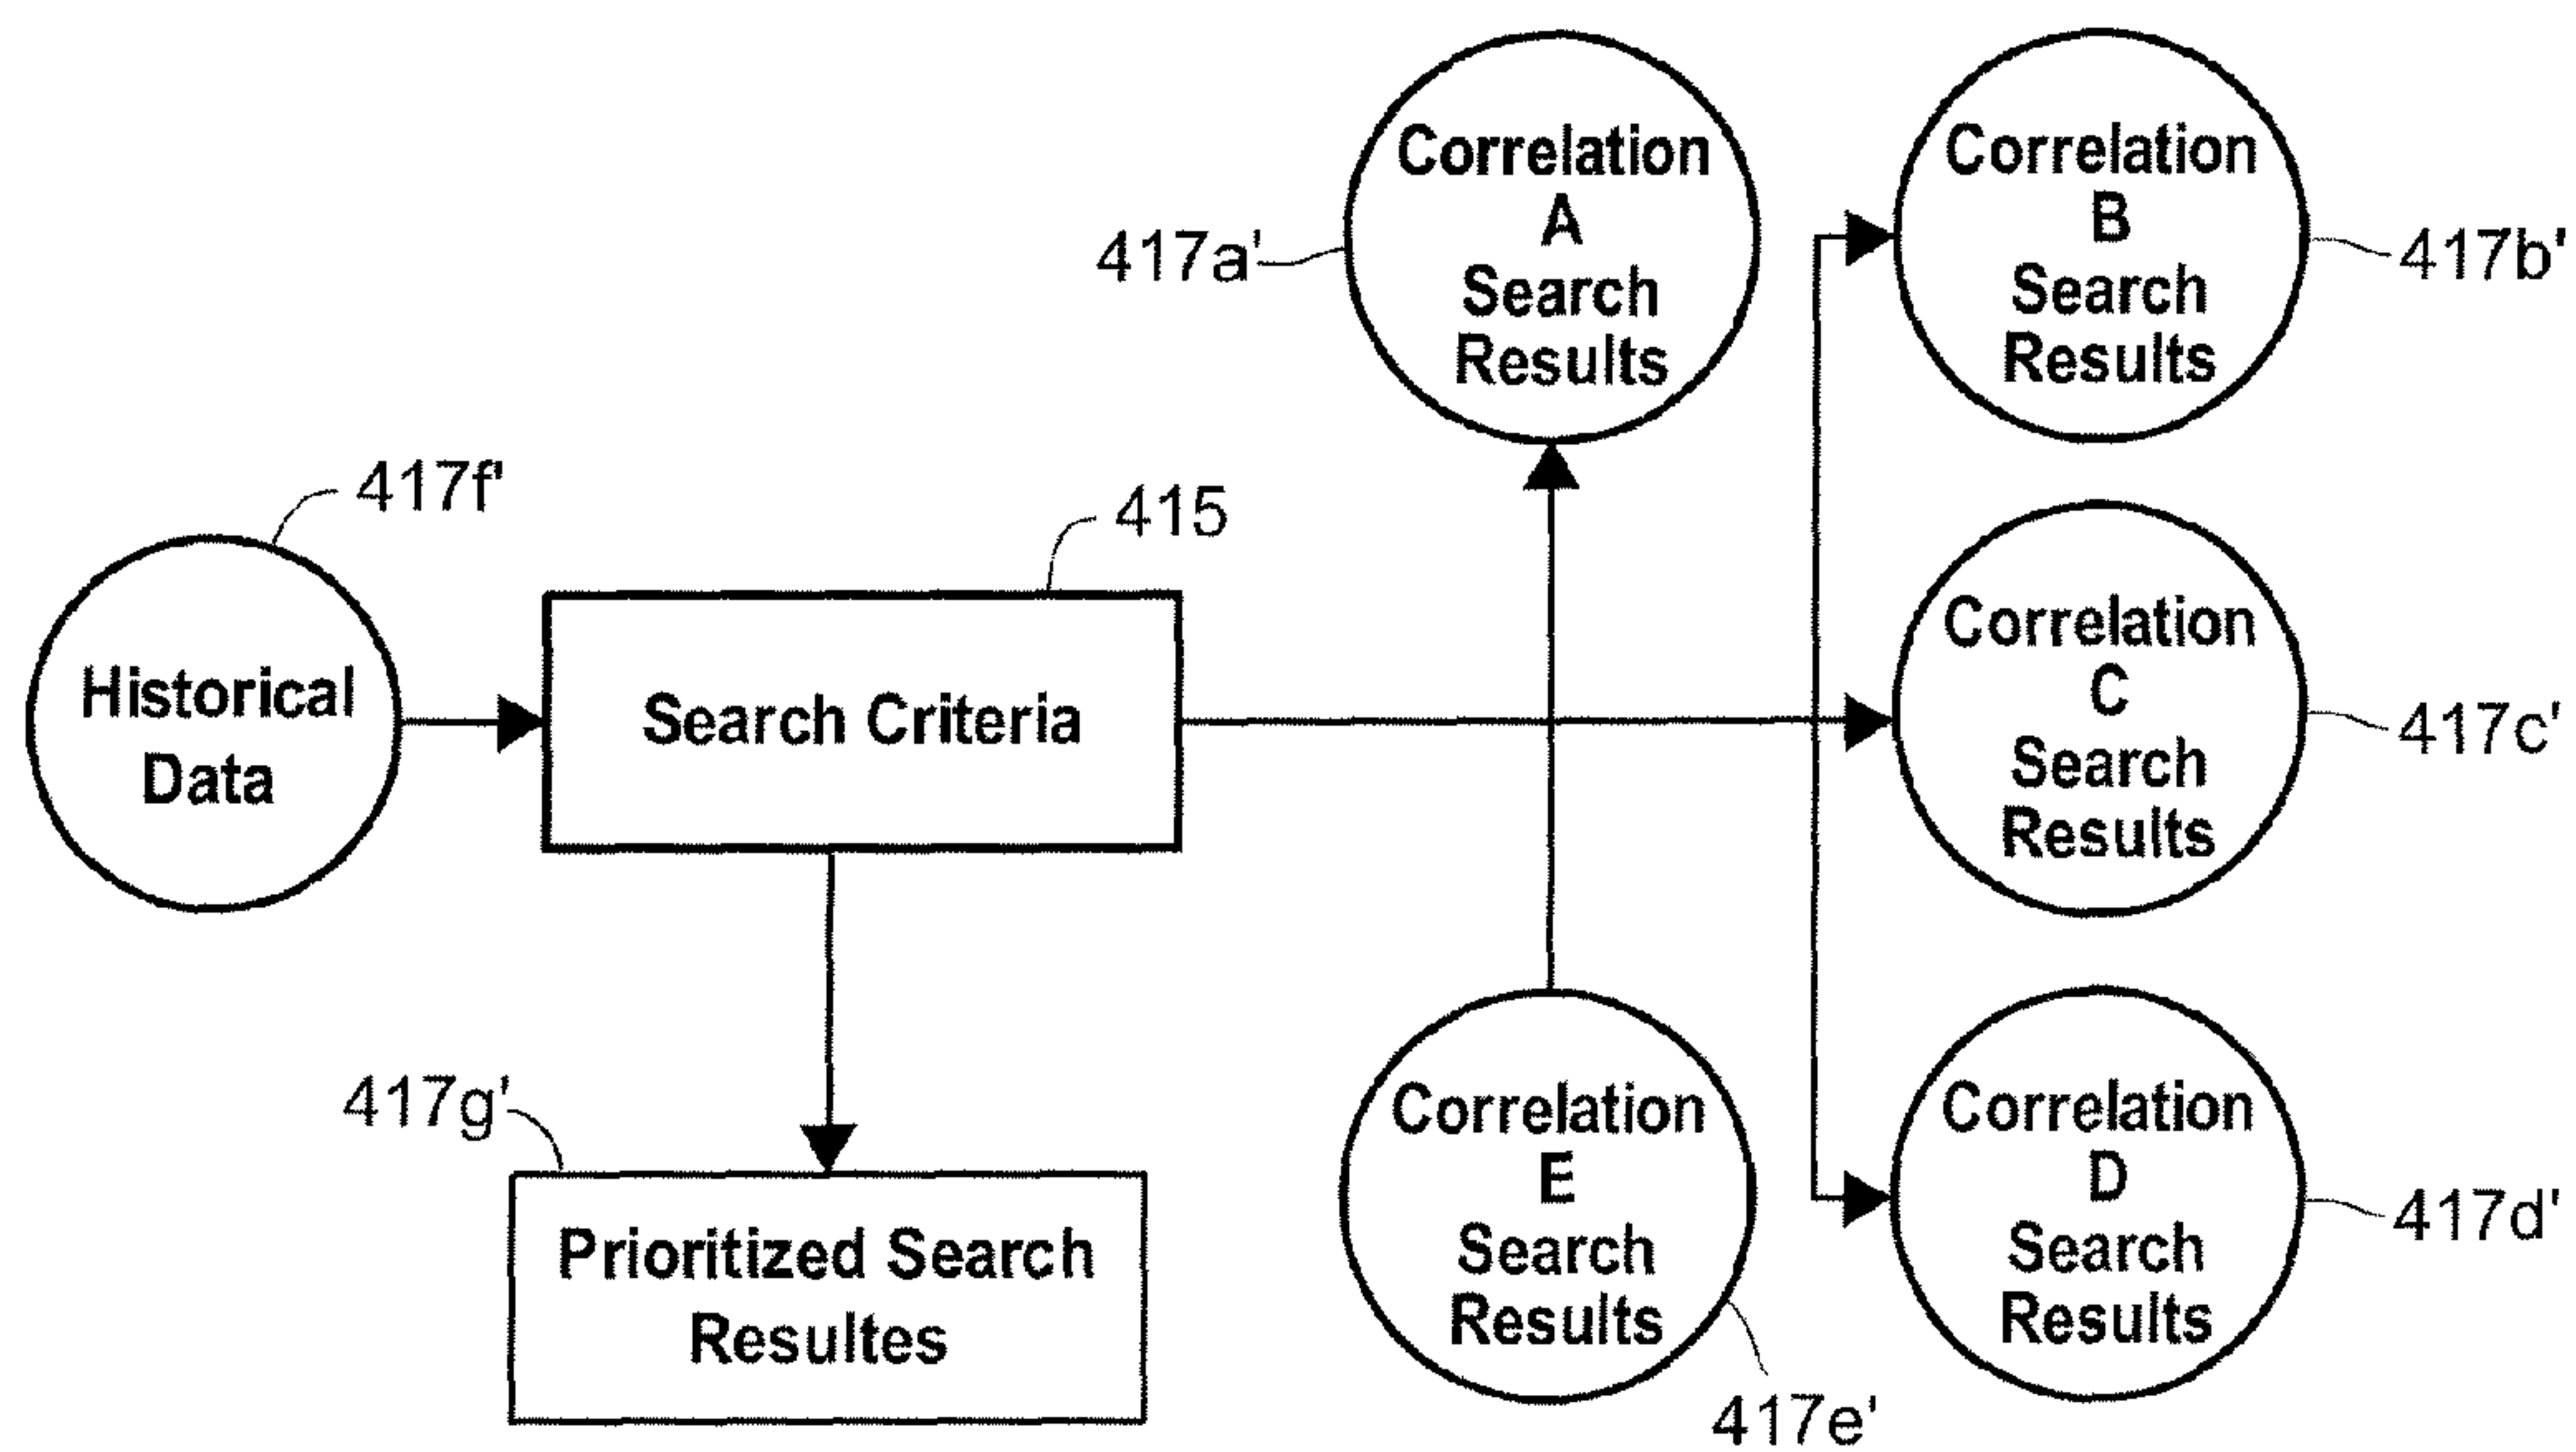 Correlation
A
Search
Results
417a'
Correlation
B
Search
Results
417b'
417f'
Historical
Data
415
Search Criteria
Correlation
C
Search
Results
417c'
417g'
Prioritized Search
Resultes
Correlation
E
Search
Results
417e'
Correlation
D
Search
Results
417d'